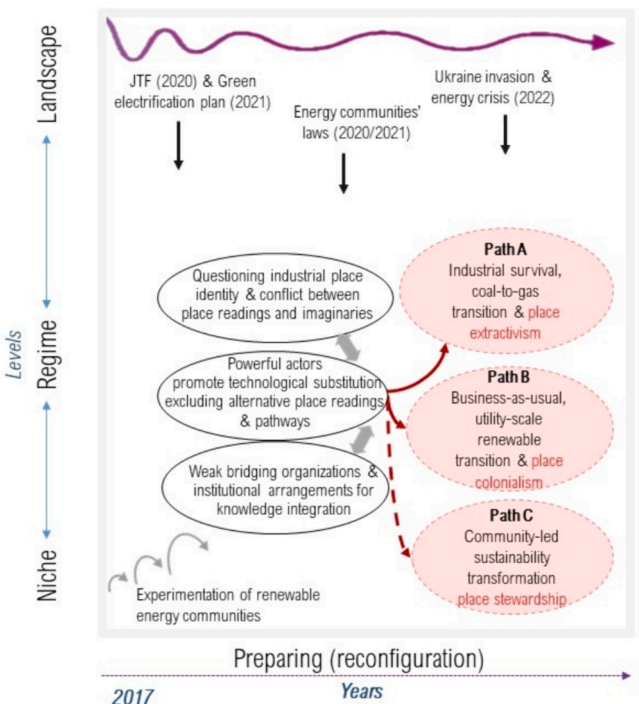 Landscape
JTF (2020) & Green
electrification plan (2021)
Energy communities'
laws (2020/2021)
Ukraine invasion &
energy crisis (2022)
Levels
Regime
Questioning industrial place
identity & conflict between
place readings and imaginaries
Powerful actors
promote technological substitution
excluding alternative place readings
& pathways
Weak bridging organizations &
institutional arrangements for
knowledge integration
Path A
Industrial survival,
coal-to-gas
transition & place
extractivism
Path B
Business-as-usual,
utility-scale
renewable
transition & place
colonialism
Path C
Community-led
sustainability
transformation
place stewardship
Niche
Experimentation of renewable
energy communities
Preparing (reconfiguration)
2017
Years